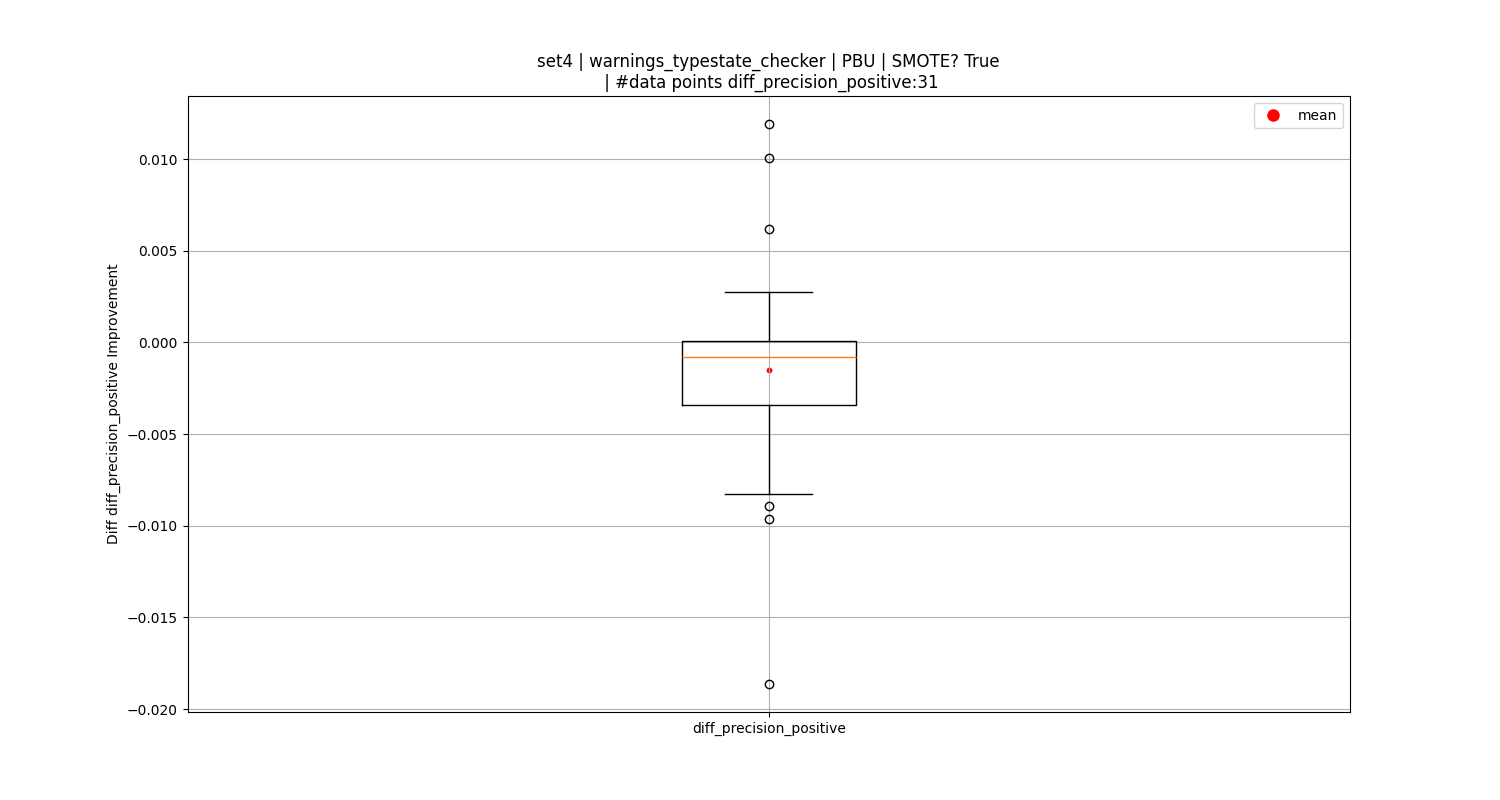 set4 | warnings_typestate_checker | PBU | SMOTE? True
| #data points diff_precision_positive:31
mean
0.010
0.005
0.000
−0.005
−0.010
−0.015
−0.020
Diff diff_precision_positive Improvement
diff_precision_positive